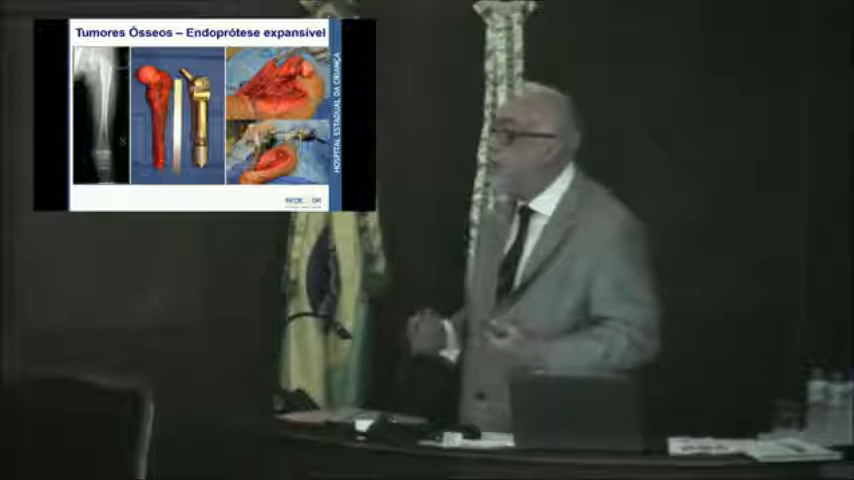 Tumores Ósseos – Endoprótese expansível
HOSPITAL ESTADUAL DA CRIANÇA